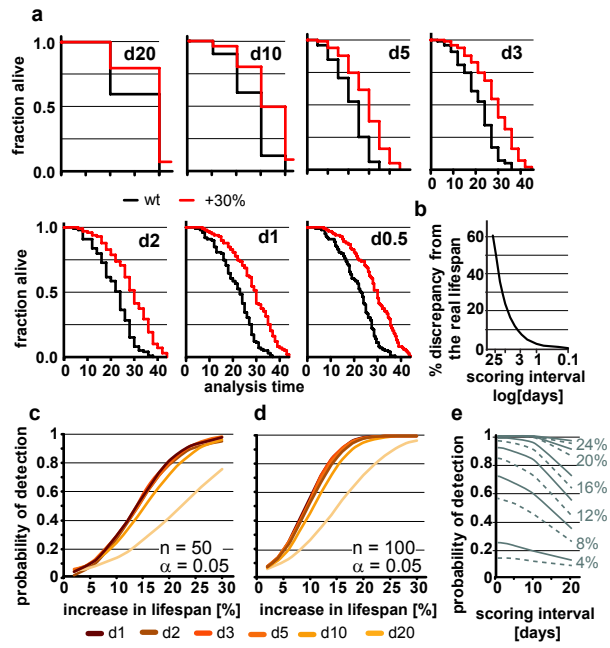 a
d20
d10
d5
d3
fraction alive
1.0
0.5
0.0
0 10 20 30 40
0 10 20 30 40
wt
+30%
d2
d1
d0.5
fraction alive
1.0
0.5
0.0
0 10 20 30 40
0 10 20 30 40
0 10 20 30 40
analysis time
b
% discrepancy from
the real lifespan
60
40
20
0
25 3 1 0.1
scoring interval
log[days]
c
probability of detection
1
0.8
0.6
0.4
0.2
0
0 5 10 15 20 25 30
n = 50
α = 0.05
increase in lifespan [%]
d
0 5 10 15 20 25 30
n = 100
α = 0.05
increase in lifespan [%]
d1 d2 d3 d5 d10 d20
e
probability of detection
1
0.8
0.6
0.4
0.2
0
24%
20%
16%
12%
8%
4%
0 10 20
scoring interval
[days]